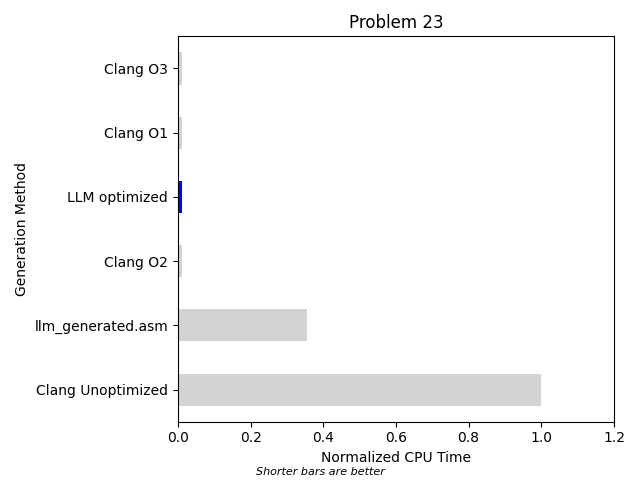 Problem 23
Generation Method
Clang O3
Clang O1
LLM optimized
Clang O2
llm_generated.asm
Clang Unoptimized
0.0 0.2 0.4 0.6 0.8 1.0 1.2
Normalized CPU Time
Shorter bars are better